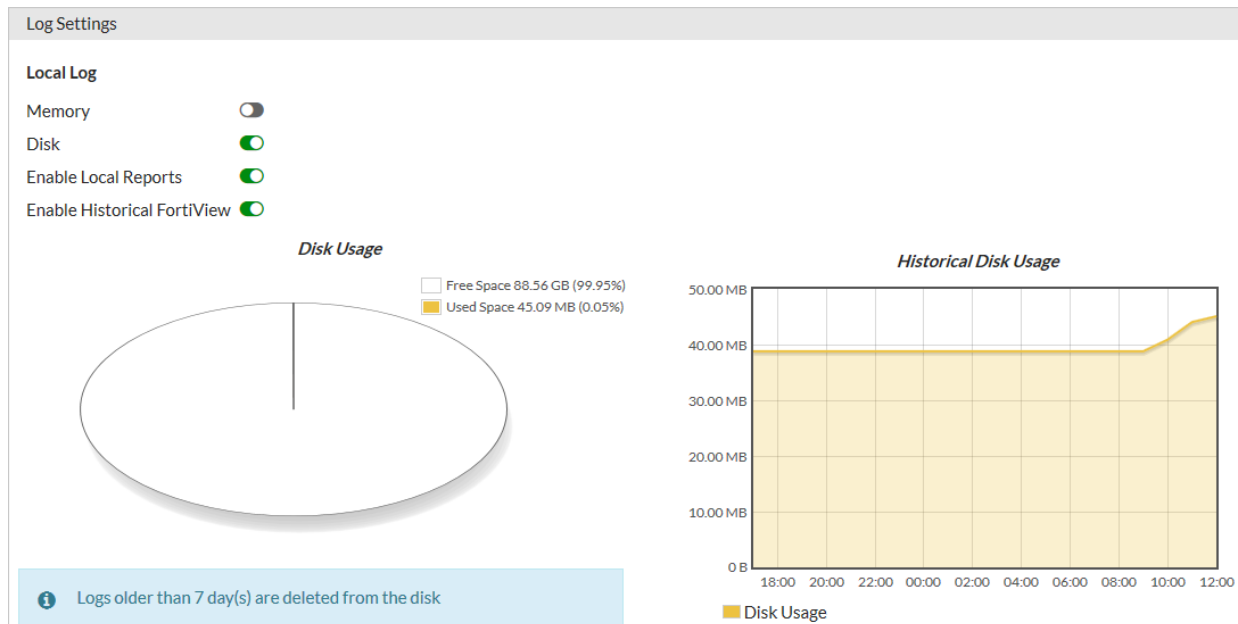 Log Settings
Local Log
Memory
Disk
Enable Local Reports
Enable Historical FortiView
Disk Usage
Free Space 88.56 GB (99.95%)
Used Space 45.09 MB (0.05%)
Logs older than 7 day(s) are deleted from the disk
Historical Disk Usage
50.00 MB
40.00 MB
30.00 MB
20.00 MB
10.00 MB
0 B
18:00 20:00 22:00 00:00 02:00 04:00 06:00 08:00 10:00 12:00
Disk Usage